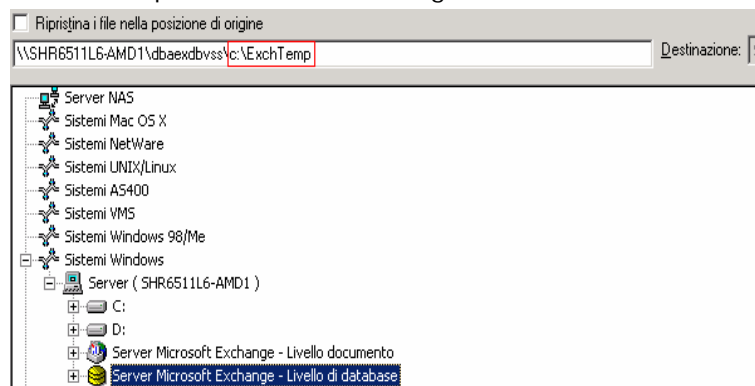 Ripristina i file nella posizione di origine
\\SHR6511L6-AMD1\dbaexdbvss\c:\ExchTemp
Destinazione:
Server NAS
Sistemi Mac OS X
Sistemi NetWare
Sistemi UNIX/Linux
Sistemi AS400
Sistemi VMS
Sistemi Windows 98/Me
Sistemi Windows
Server ( SHR6511L6-AMD1 )
C:
D:
Server Microsoft Exchange - Livello documento
Server Microsoft Exchange - Livello di database